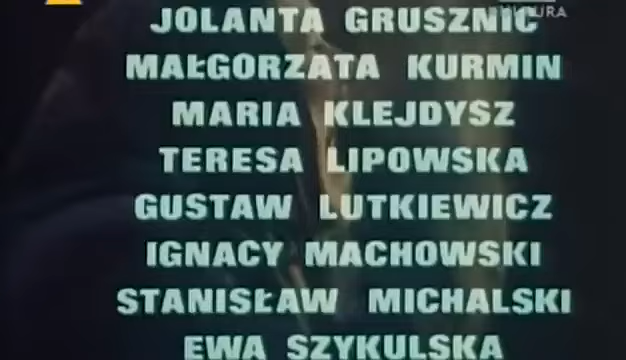 JOLANTA GRUSZNIC
MAŁGORZATA KURMIN
MARIA KLEJDYSZ
TERESA LIPOWSKA
GUSTAW LUTKIEWICZ
IGNACY MACHOWSKI
STANISŁAW MICHALSKI
EWA SZYKULSKA